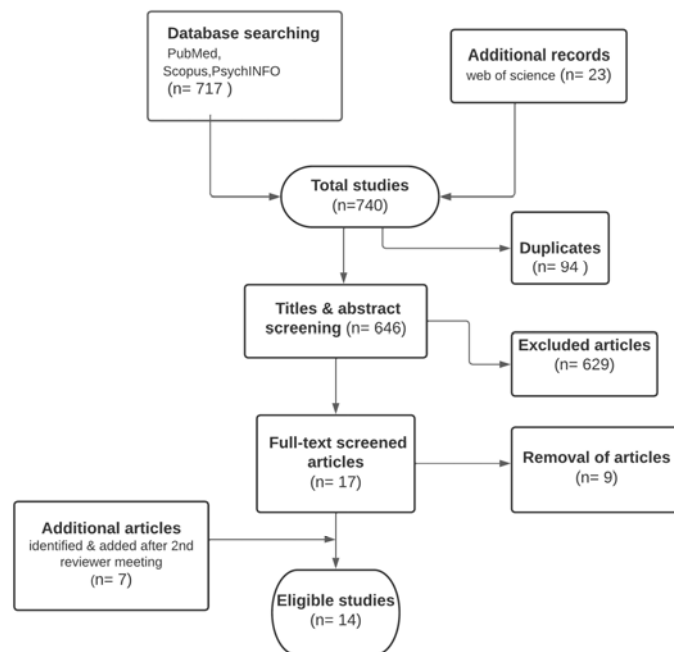 Database searching
PubMed,
Scopus,PsychINFO
(n= 717 )
Additional records
web of science (n= 23)
Total studies
(n=740)
Duplicates
(n= 94 )
Titles & abstract
screening (n= 646)
Excluded articles
(n= 629)
Full-text screened
articles
(n= 17)
Removal of articles
(n= 9)
Additional articles
identified & added after 2nd
reviewer meeting
(n= 7)
Eligible studies
(n= 14)